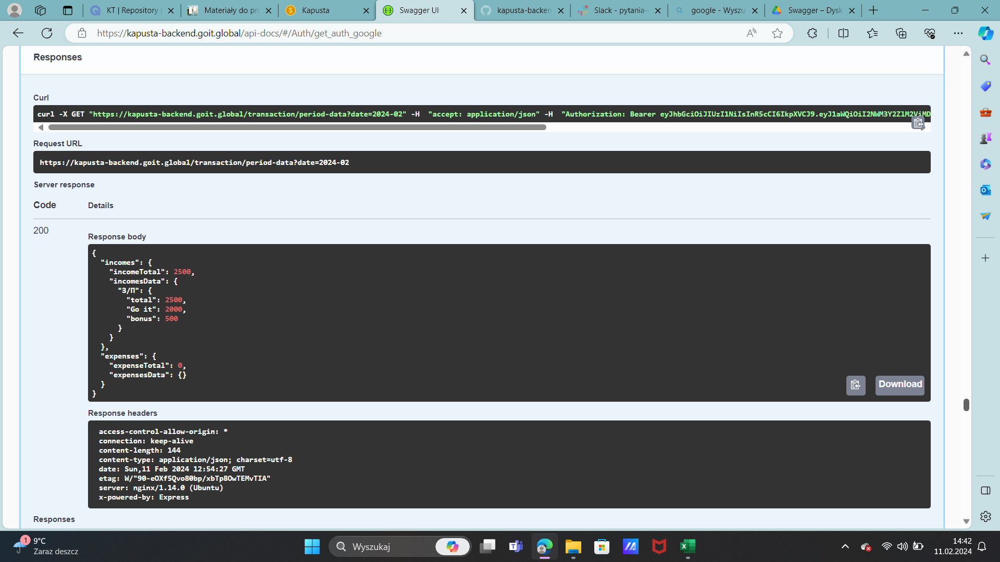 KT | Repository
Materiały do pro
Kapusta
Swagger UI
kapusta-backen
Slack - pytania-
google - Wyszu
Swagger – Dysk
https://kapusta-backend.goit.global/api-docs/#/Auth/get_auth_google
Responses
Curl
curl -X GET "https://kapusta-backend.goit.global/transaction/period-data?date=2024-02" -H  "accept: application/json" -H  "Authorization: Bearer eyJhbGciOiJIUzI1NiIsInR5cCI6IkpXVCJ9.eyJ1aWQiOiI2NWM3Y2Z1M2ViMD
Request URL
https://kapusta-backend.goit.global/transaction/period-data?date=2024-02
Server response
Code Details
200
Response body
{
"incomes": {
"incomeTotal": 2500,
"incomesData": {
"З/П": {
"total": 2500,
"Go it": 2000,
"bonus": 500
}
}
},
"expenses": {
"expenseTotal": 0,
"expensesData": {}
}
}
Download
Response headers
access-control-allow-origin: *
connection: keep-alive
content-length: 144
content-type: application/json; charset=utf-8
date: Sun,11 Feb 2024 12:54:27 GMT
etag: W/"90-eOXf5Qvo80bp/xbTp8OwTEMvTIA"
server: nginx/1.14.0 (Ubuntu)
x-powered-by: Express
Responses
1
9°C
Zaraz deszcz
Wyszukaj
14:42
11.02.2024